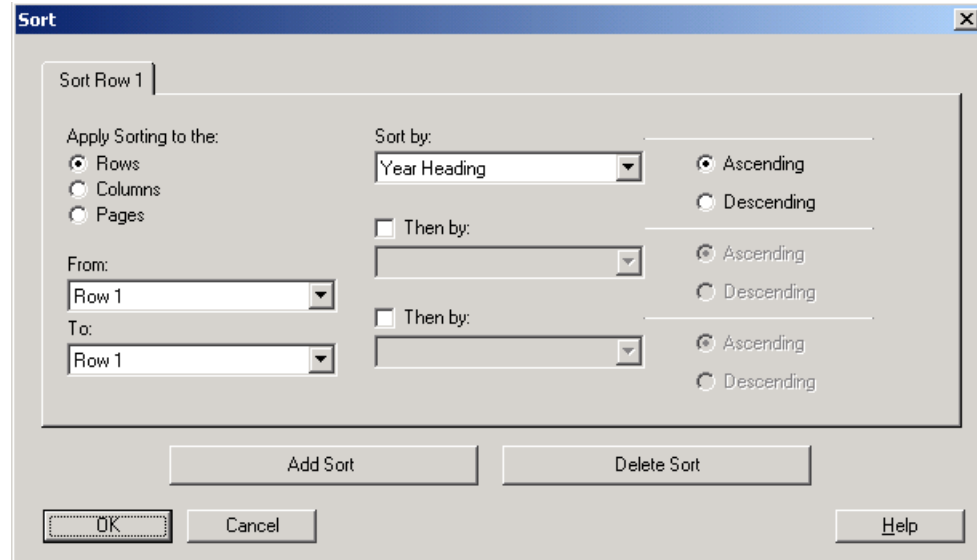 Sort
Sort Row 1
Apply Sorting to the:
Rows
Columns
Pages
From:
Row 1
To:
Row 1
Sort by:
Year Heading
Ascending
Descending
Then by:
Ascending
Descending
Then by:
Ascending
Descending
Add Sort
Delete Sort
OK
Cancel
Help